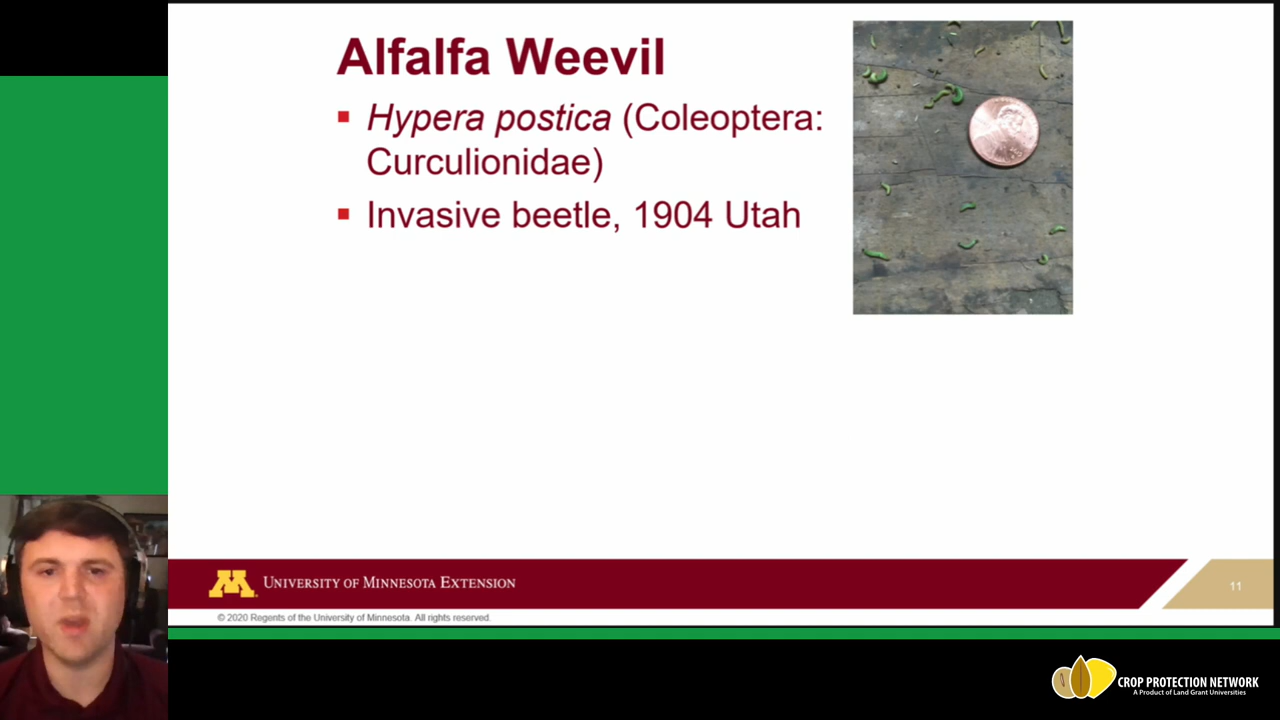 Alfalfa Weevil
▪ Hypera postica (Coleoptera:
Curculionidae)
▪ Invasive beetle, 1904 Utah
M UNIVERSITY OF MINNESOTA EXTENSION
11
© 2020 Regents of the University of Minnesota. All rights reserved.
CROP PROTECTION NETWORK
A Product of Land Grant Universities